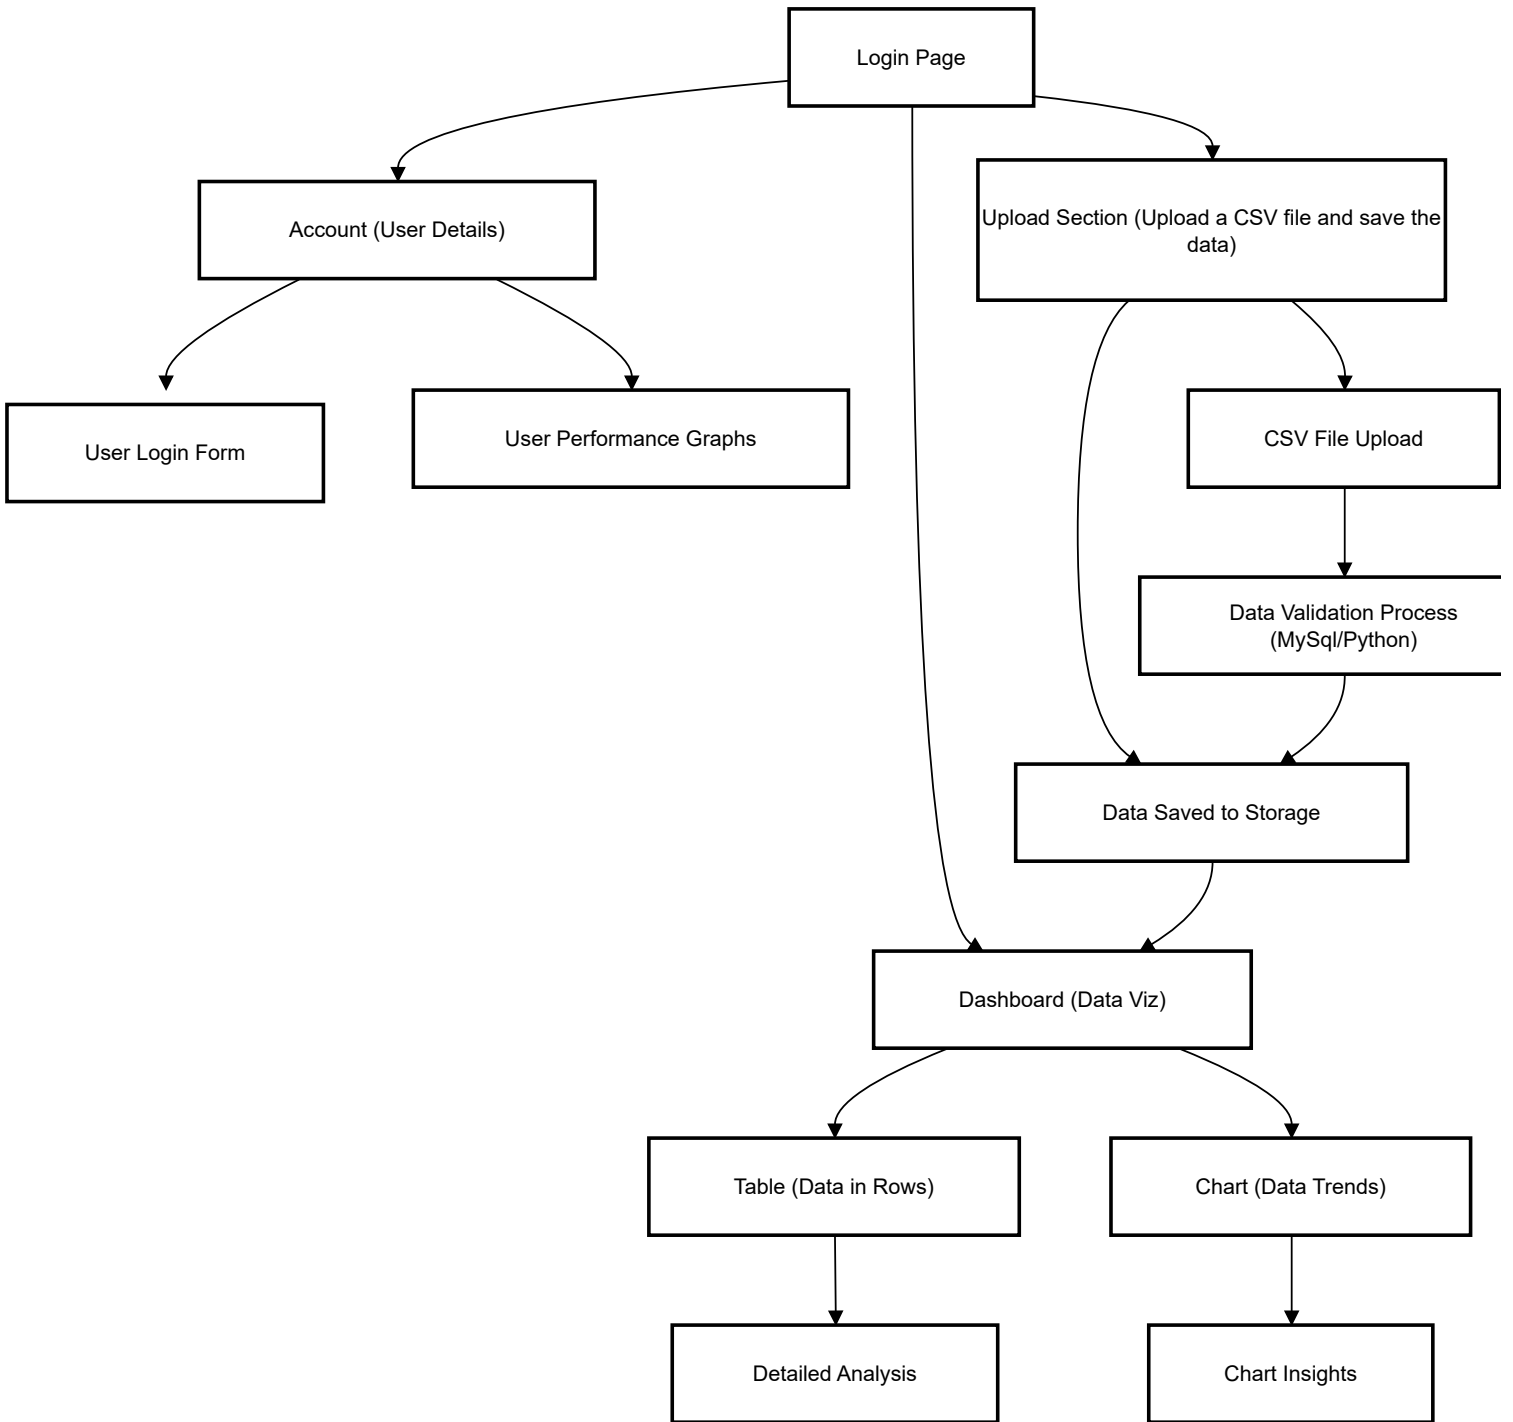 Login Page
Account (User Details)
Upload Section (Upload a CSV file and save the
data)
User Login Form
User Performance Graphs
CSV File Upload
Data Validation Process
(MySql/Python)
Data Saved to Storage
Dashboard (Data Viz)
Table (Data in Rows)
Chart (Data Trends)
Detailed Analysis
Chart Insights